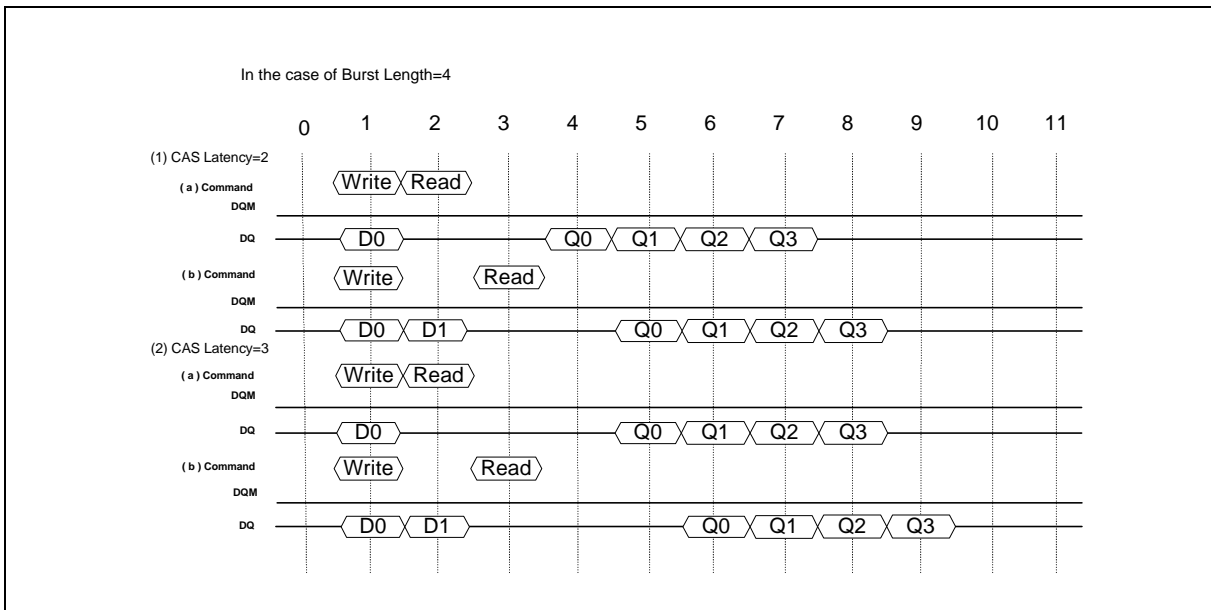 In the case of Burst Length=4
0 1 2 3 4 5 6 7 8 9 10 11
(1) CAS Latency=2
( a ) Command Write Read
DQM
DQ D0 Q0 Q1 Q2 Q3
( b ) Command Write Read
DQM
DQ D0 D1 Q0 Q1 Q2 Q3
(2) CAS Latency=3
( a ) Command Write Read
DQM
DQ D0 Q0 Q1 Q2 Q3
( b ) Command Write Read
DQM
DQ D0 D1 Q0 Q1 Q2 Q3